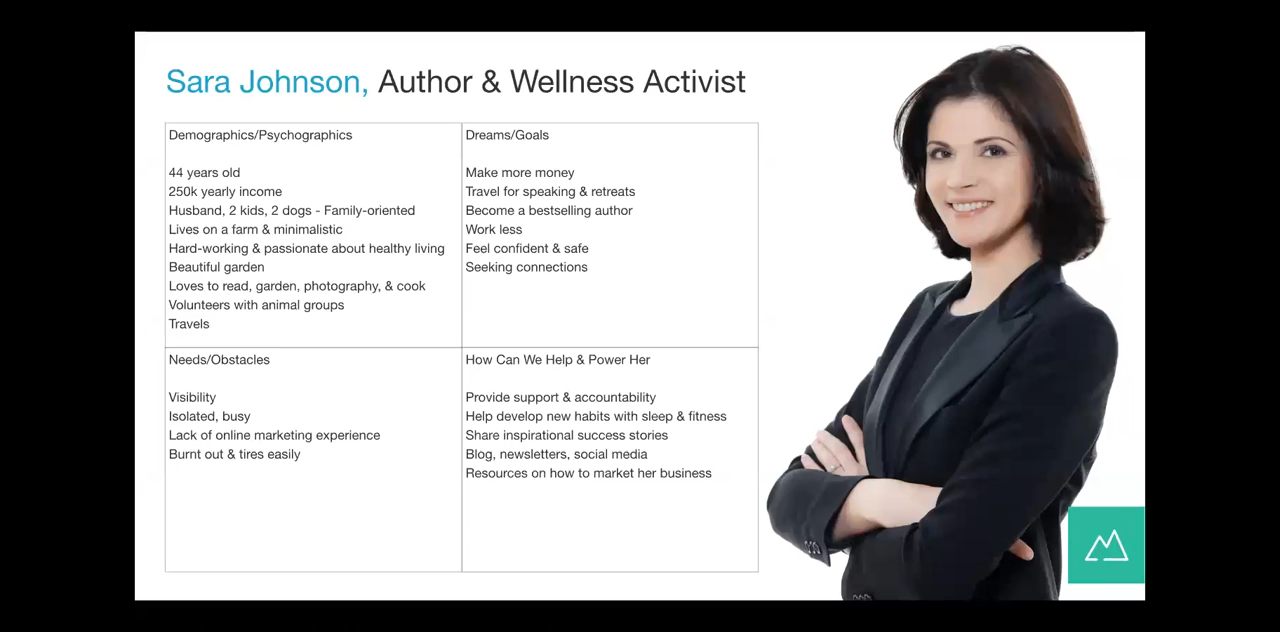 Sara Johnson, Author & Wellness Activist
Demographics/Psychographics
44 years old
250k yearly income
Husband, 2 kids, 2 dogs - Family-oriented
Lives on a farm & minimalistic
Hard-working & passionate about healthy living
Beautiful garden
Loves to read, garden, photography, & cook
Volunteers with animal groups
Travels
Dreams/Goals
Make more money
Travel for speaking & retreats
Become a bestselling author
Work less
Feel confident & safe
Seeking connections
Needs/Obstacles
Visibility
Isolated, busy
Lack of online marketing experience
Burnt out & tires easily
How Can We Help & Power Her
Provide support & accountability
Help develop new habits with sleep & fitness
Share inspirational success stories
Blog, newsletters, social media
Resources on how to market her business